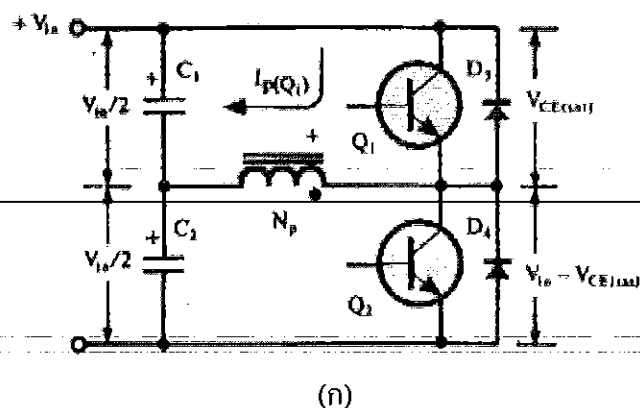 + Vin
C1
+
Ip(Q1)
D3
Vin/2
+
VCE(sat)
Q1
Np
C2
+
D4
Vin/2
Q2
Vin - VCE(sat)
(ก)